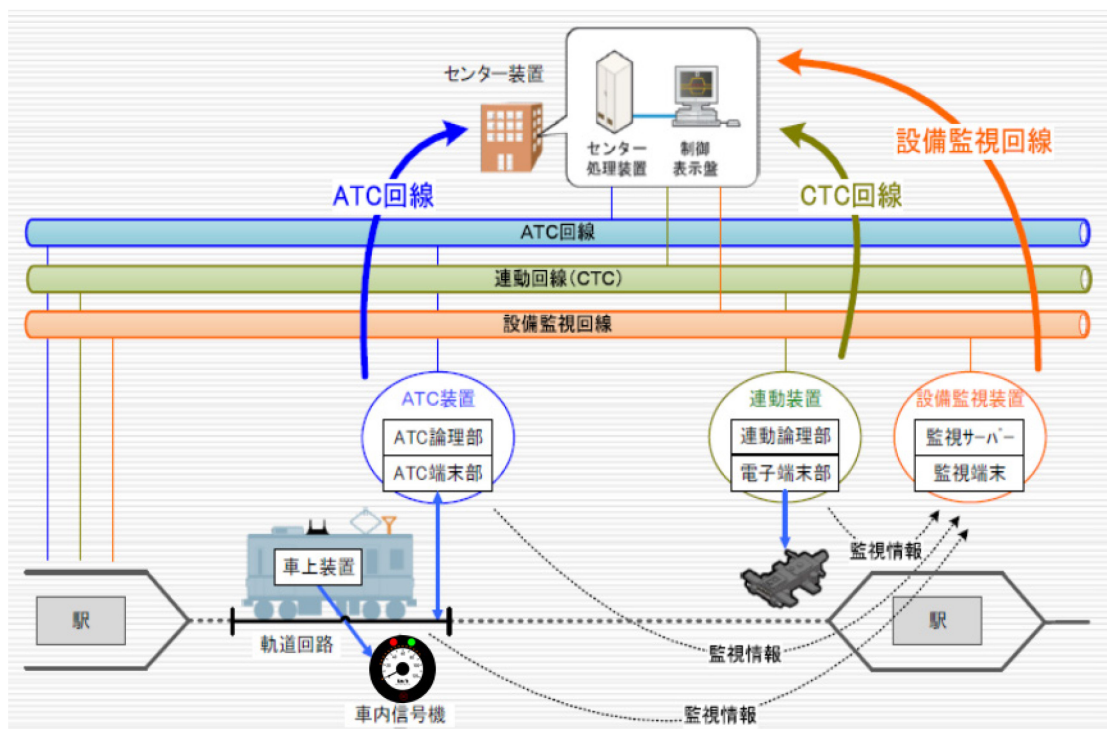 センター装置
センター
処理装置
制御
表示盤
設備監視回線
ATC回線
CTC回線
ATC回線
連動回線(CTC)
設備監視回線
ATC装置
ATC論理部
ATC端末部
連動装置
連動論理部
電子端末部
設備監視装置
監視サーバー
監視端末
監視情報
車上装置
駅
駅
軌道回路
監視情報
車内信号機
監視情報